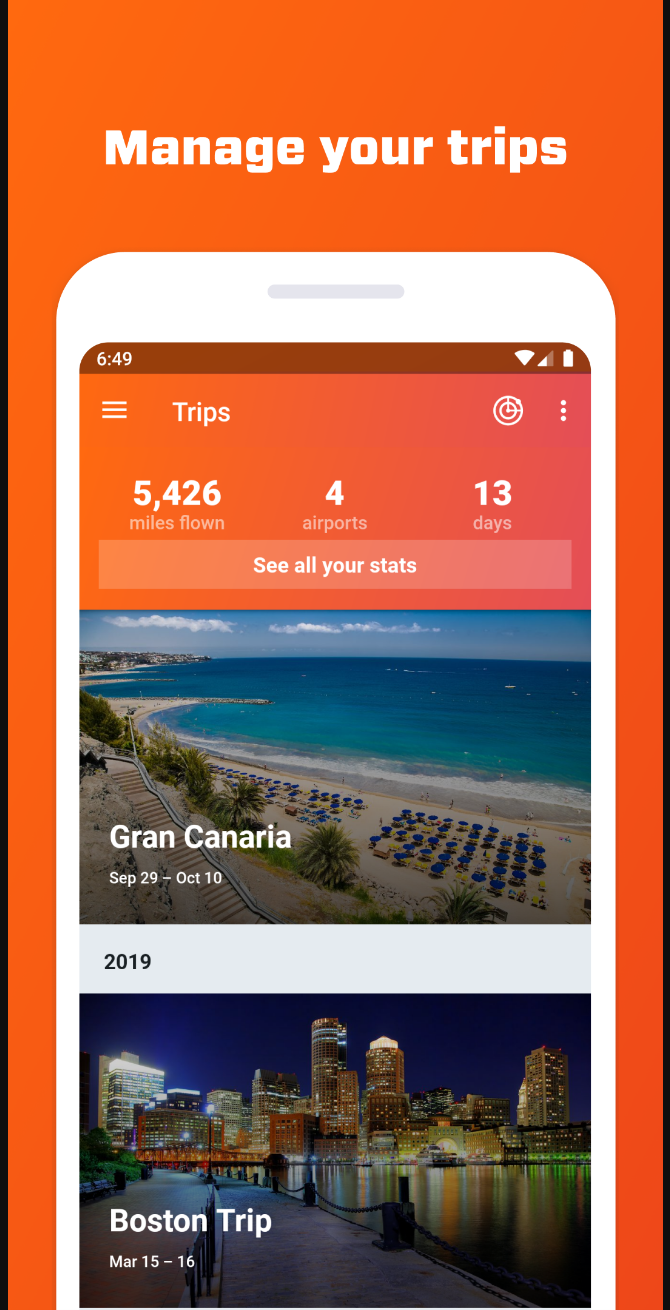 Manage your trips
6:49
Trips
5,426 4 13
miles flown airports days
See all your stats
Gran Canaria
Sep 29 – Oct 10
2019
Boston Trip
Mar 15 – 16